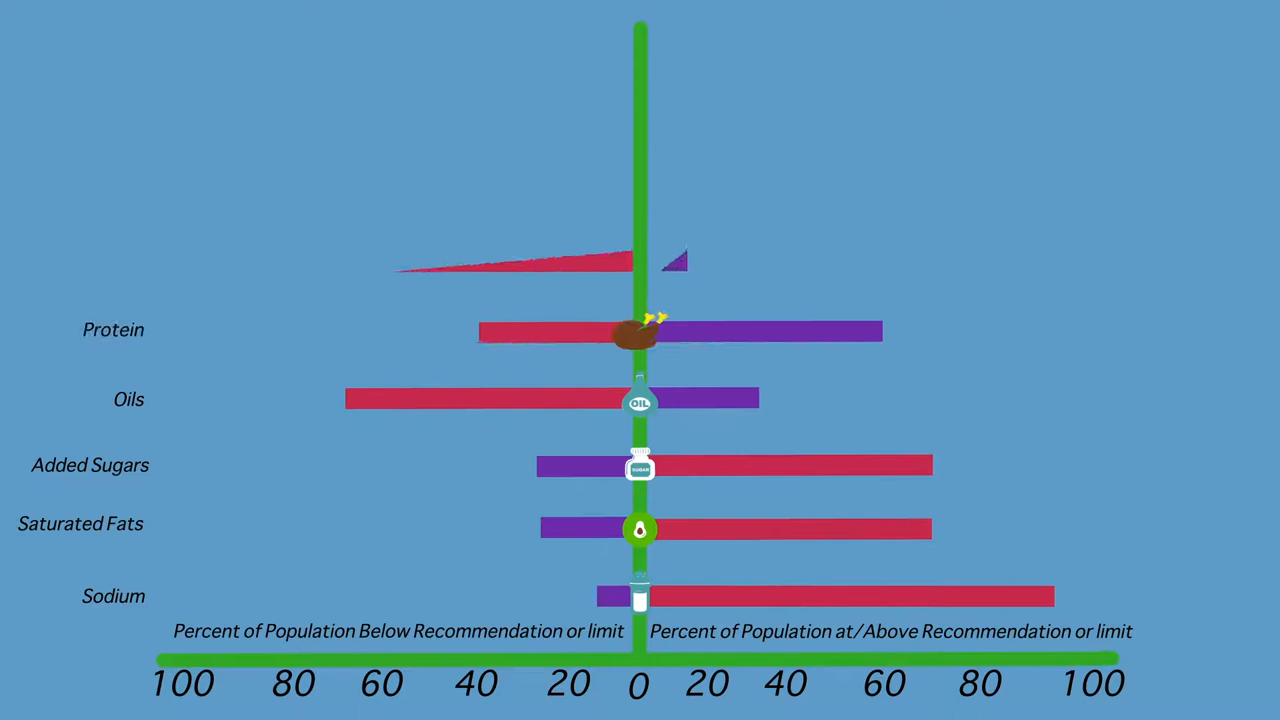 Protein
OIL
Oils
SUGAR
Added Sugars
Saturated Fats
Sodium
Percent of Population Below Recommendation or limit Percent of Population at/Above Recommendation or limit
100 80 60 40 20 0 20 40 60 80 100